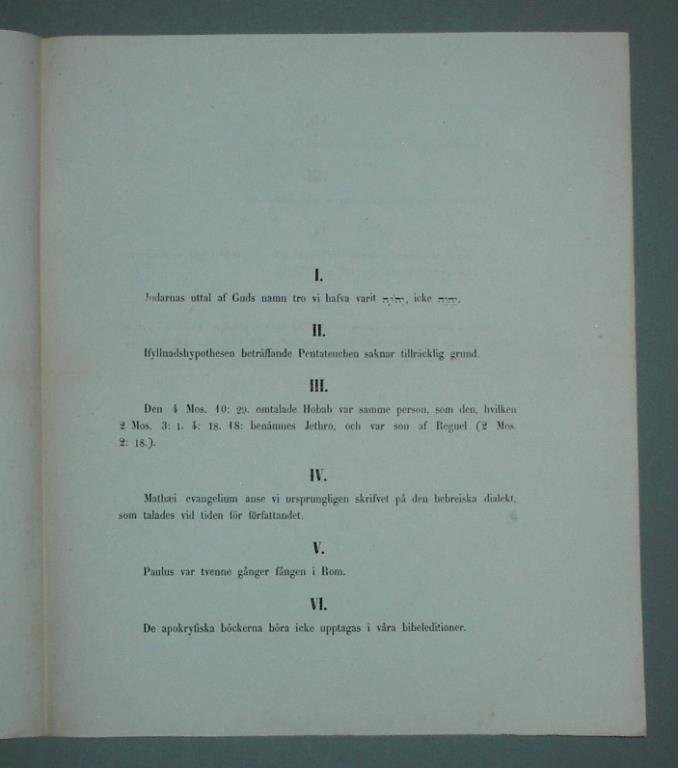 I.
Judarnas uttal af Guds namn tro vi hafva varit יְהֹוָה, icke יַהְוֶה.
II.
Ifyllnadshypothesen beträffande Pentateuchen saknar tillräcklig grund.
III.
Den 4 Mos. 10: 29. omtalade Hobab var samme person, som den, hvilken
2 Mos. 3: 1. 4: 18. 18: benämnes Jethro, och var son af Reguel (2 Mos.
2: 18.).
IV.
Mathæi evangelium anse vi ursprungligen skrifvet på den hebreiska dialekt,
som talades vid tiden för författandet.
V.
Paulus var tvenne gånger fången i Rom.
VI.
De apokryfiska böckerna böra icke upptagas i våra bibeleditioner.